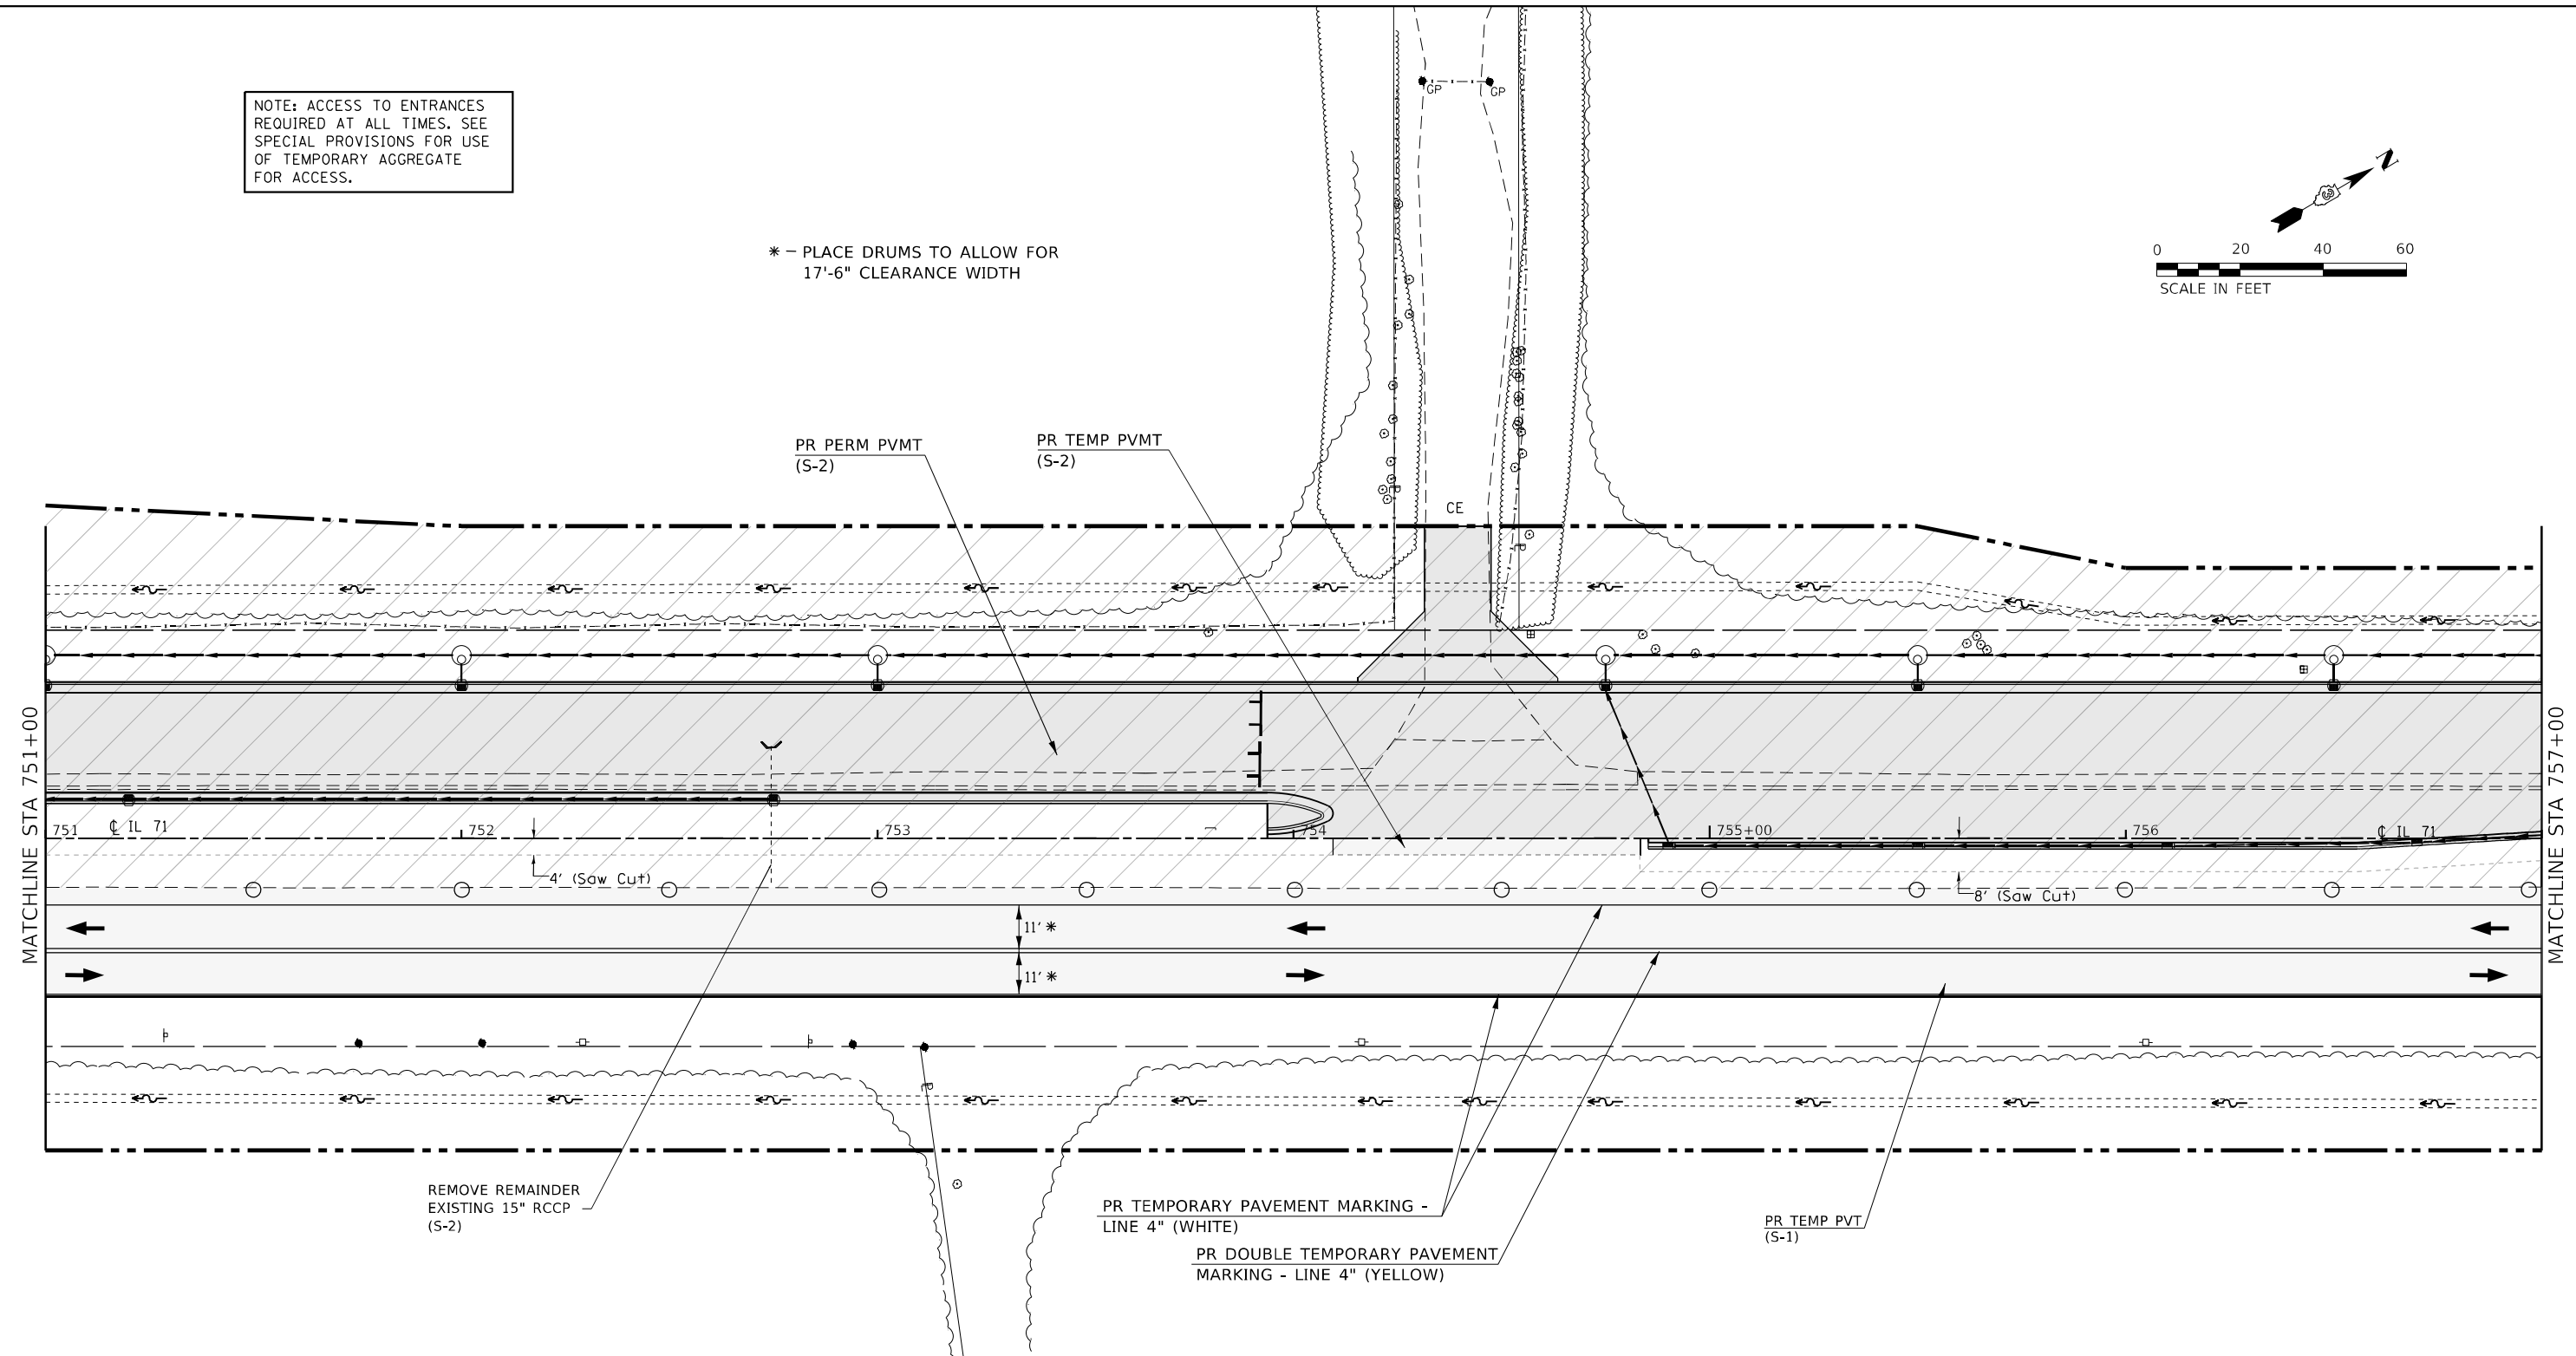 NOTE: ACCESS TO ENTRANCES
REQUIRED AT ALL TIMES. SEE
SPECIAL PROVISIONS FOR USE
OF TEMPORARY AGGREGATE
FOR ACCESS.
* - PLACE DRUMS TO ALLOW FOR
17'-6" CLEARANCE WIDTH
GP
GP
N
0 20 40 60
SCALE IN FEET
PR PERM PVMT
(S-2)
PR TEMP PVMT
(S-2)
CE
P
P
MATCHLINE STA 751+00
MATCHLINE STA 757+00
751
℄ IL 71
752
753
754
755+00
756
℄ IL 71
4' (Saw Cut)
8' (Saw Cut)
11' *
11' *
P
REMOVE REMAINDER
EXISTING 15" RCCP
(S-2)
PR TEMPORARY PAVEMENT MARKING -
LINE 4" (WHITE)
PR DOUBLE TEMPORARY PAVEMENT
MARKING - LINE 4" (YELLOW)
PR TEMP PVT
(S-1)